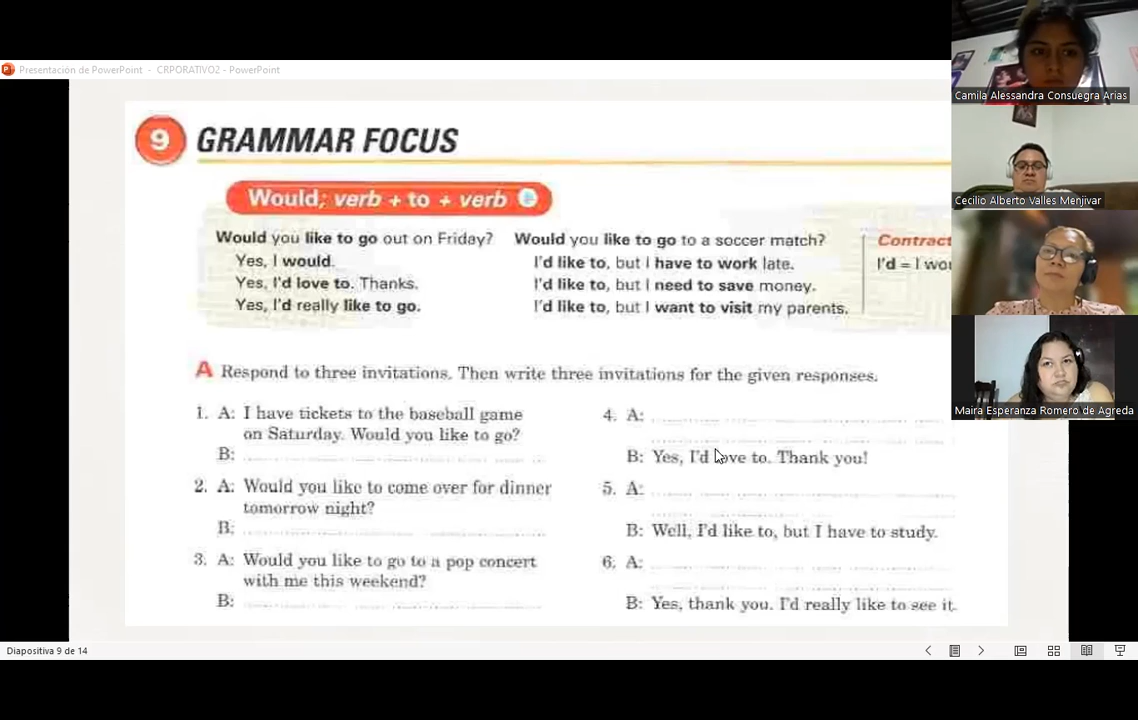 Presentación de PowerPoint - CRPORATIVO2 - PowerPoint
Camila Alessandra Consuegra Arias
Cecilio Alberto Valles Menjivar
Maira Esperanza Romero de Agreda
9 GRAMMAR FOCUS
Would; verb + to + verb
Would you like to go out on Friday?
Yes, I would.
Yes, I'd love to. Thanks.
Yes, I'd really like to go.
Would you like to go to a soccer match?
I'd like to, but I have to work late.
I'd like to, but I need to save money.
I'd like to, but I want to visit my parents.
Contract
I'd = I wou
A Respond to three invitations. Then write three invitations for the given responses.
1. A: I have tickets to the baseball game
on Saturday. Would you like to go?
B:
2. A: Would you like to come over for dinner
tomorrow night?
B:
3. A: Would you like to go to a pop concert
with me this weekend?
B:
4. A:
B: Yes, I'd love to. Thank you!
5. A:
B: Well, I'd like to, but I have to study.
6. A:
B: Yes, thank you. I'd really like to see it.
Diapositiva 9 de 14